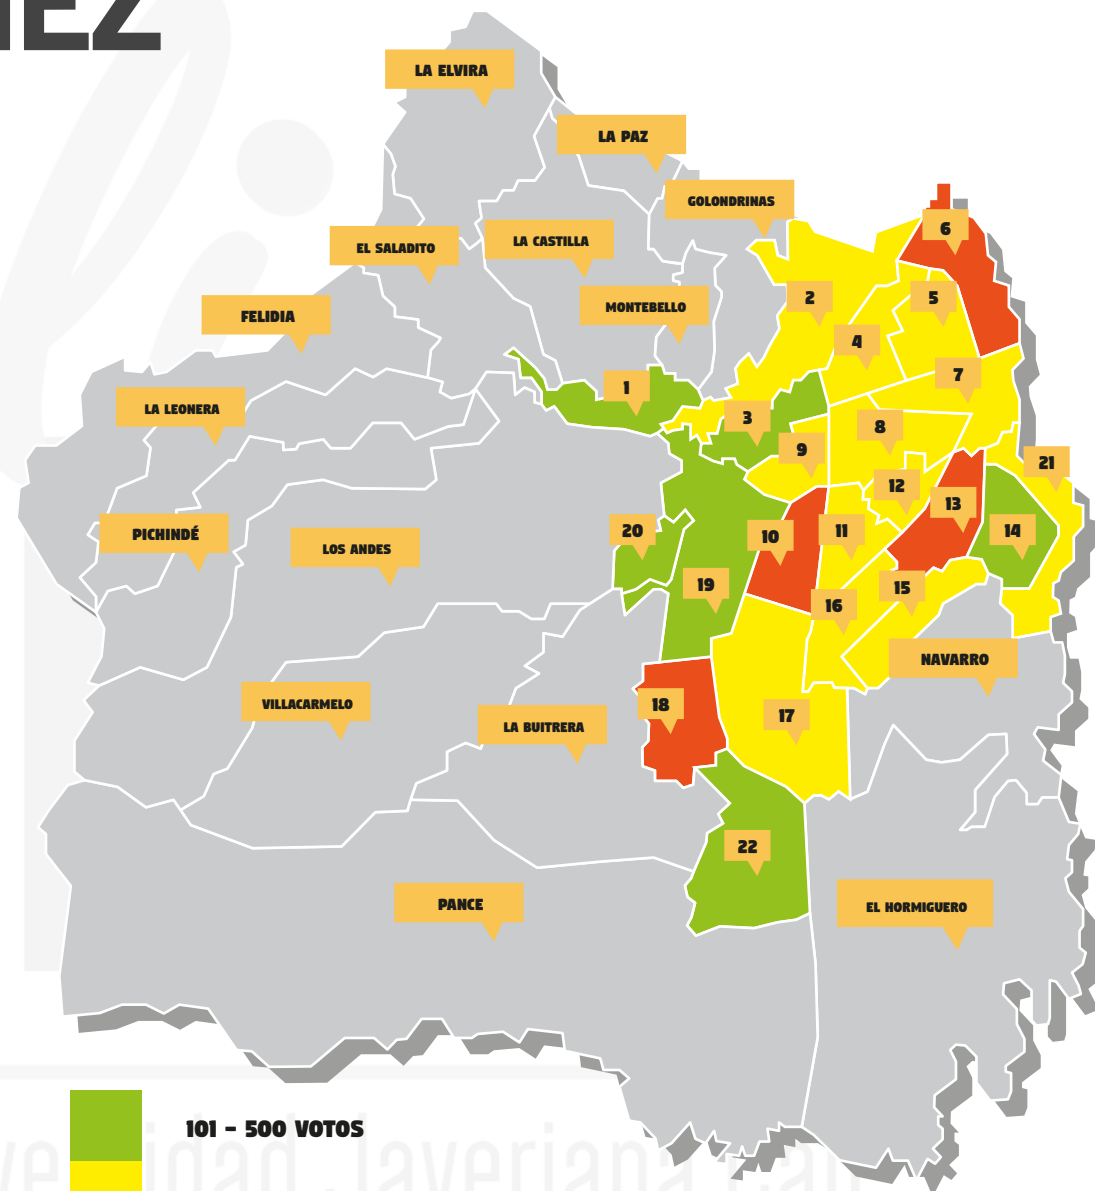 LA ELVIRA
LA PAZ
GOLONDRINAS
6
LA CASTILLA
EL SALADITO
2
5
MONTEBELLO
FELIDIA
4
7
1
LA LEONERA
3
8
9
21
12
13
PICHINDÉ
20
10
11
14
LOS ANDES
19
15
16
NAVARRO
VILLACARMELO
18
17
LA BUITRERA
22
PANCE
EL HORMIGUERO
101 - 500 VOTOS
Javeriana